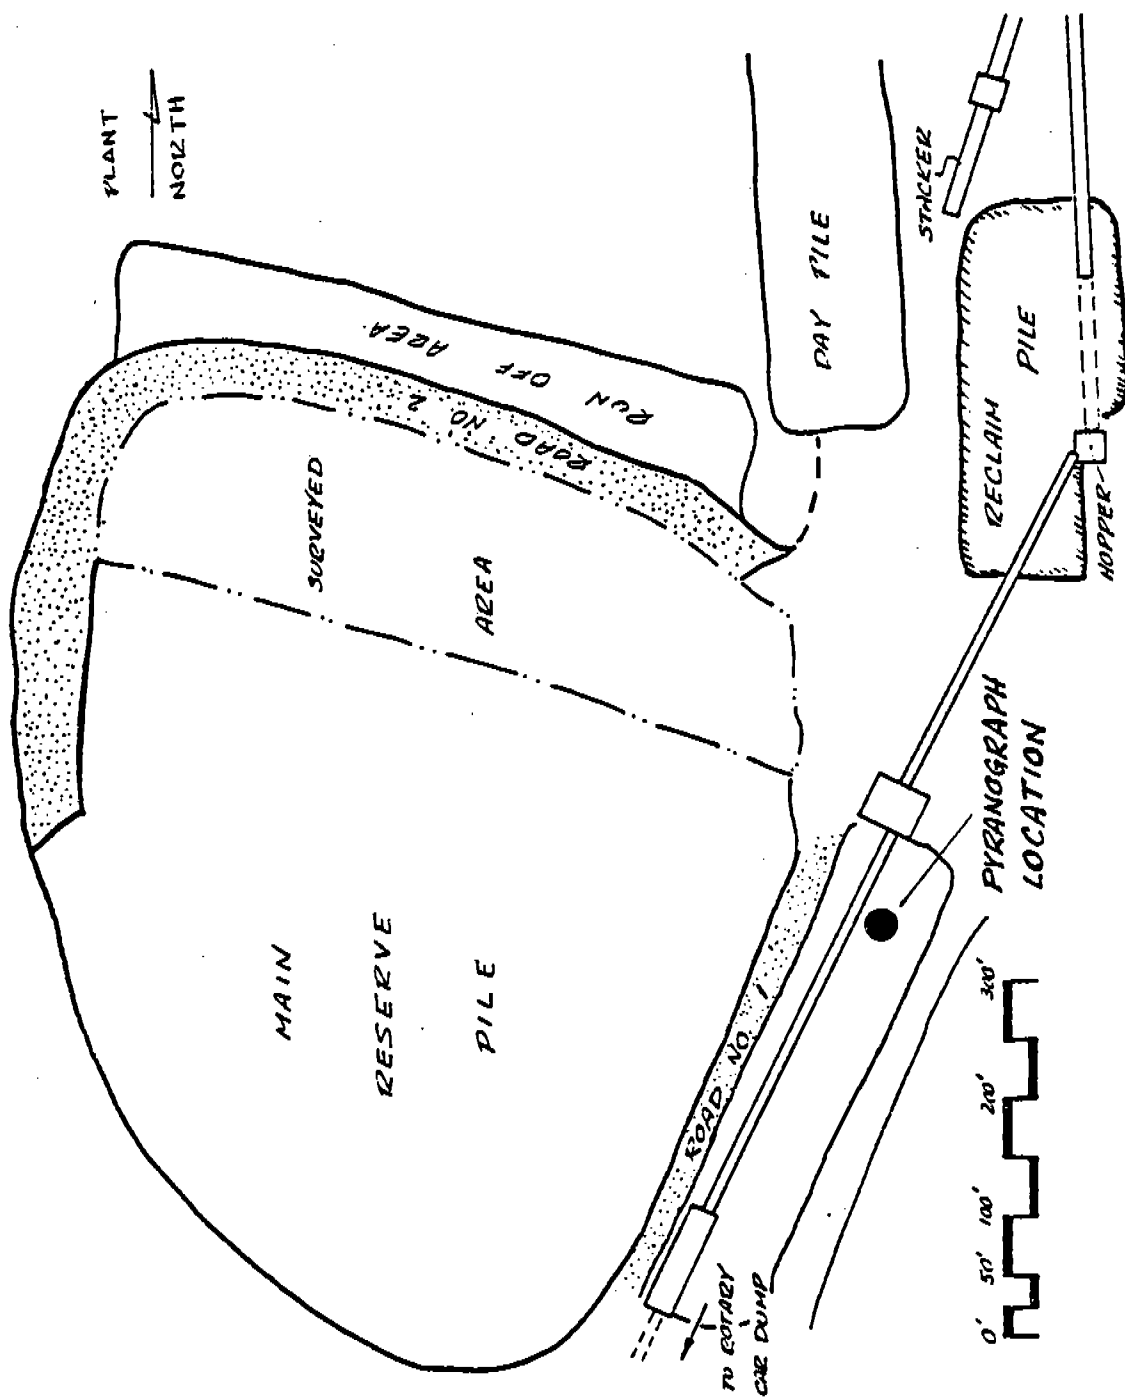 PLANT
NORTH
RUN OFF AREA
ROAD NO. 2
SURVEYED
AREA
DAY PILE
STACKER
RECLAIM PILE
HOPPER
MAIN
RESERVE
PILE
ROAD NO. 1
PYRANOGRAPH
LOCATION
TO ROTARY
CAR DUMP
0' 50' 100' 200' 300'